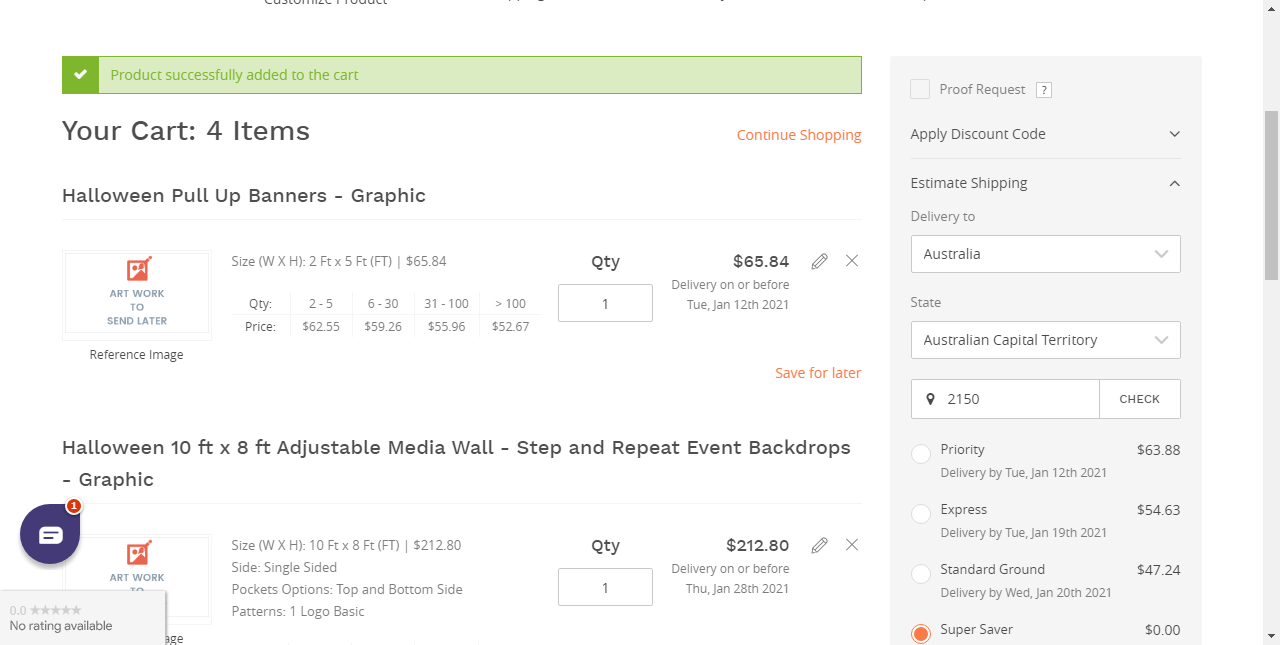 Customize Product
Product successfully added to the cart
Your Cart: 4 Items
Continue Shopping
Halloween Pull Up Banners - Graphic
ART WORK
TO
SEND LATER
Reference Image
Size (W X H): 2 Ft x 5 Ft (FT) | $65.84
Qty: 2 - 5 6 - 30 31 - 100 > 100
Price: $62.55 $59.26 $55.96 $52.67
Qty
1
$65.84
Delivery on or before
Tue, Jan 12th 2021
Save for later
Halloween 10 ft x 8 ft Adjustable Media Wall - Step and Repeat Event Backdrops
- Graphic
ART WORK
TO
Size (W X H): 10 Ft x 8 Ft (FT) | $212.80
Side: Single Sided
Pockets Options: Top and Bottom Side
Patterns: 1 Logo Basic
Qty
1
$212.80
Delivery on or before
Thu, Jan 28th 2021
1
0.0
No rating available
Proof Request ?
Apply Discount Code
Estimate Shipping
Delivery to
Australia
State
Australian Capital Territory
2150 CHECK
Priority $63.88
Delivery by Tue, Jan 12th 2021
Express $54.63
Delivery by Tue, Jan 19th 2021
Standard Ground $47.24
Delivery by Wed, Jan 20th 2021
Super Saver $0.00